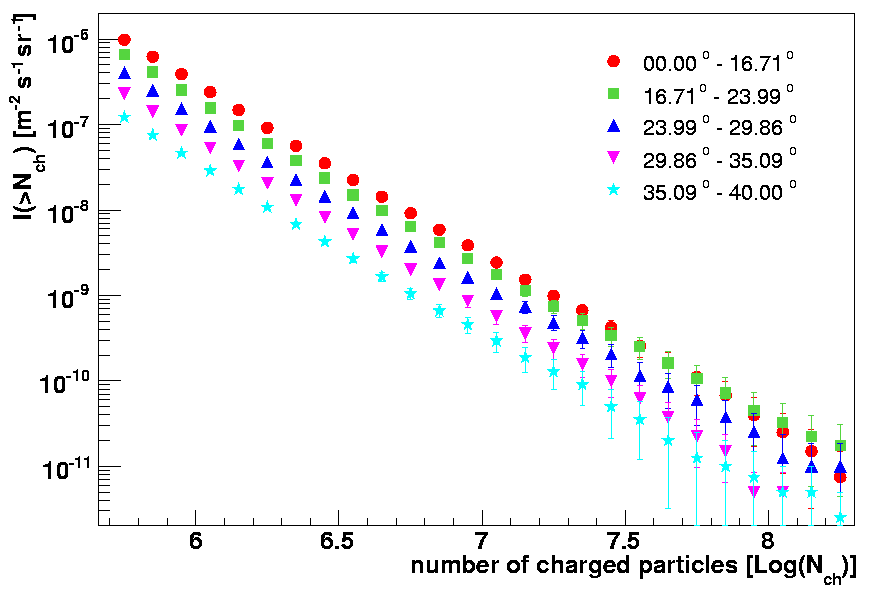 I(>N_ch) [m^-2 s^-1 sr^-1]
10^-6
10^-7
10^-8
10^-9
10^-10
10^-11
00.00° - 16.71°
16.71° - 23.99°
23.99° - 29.86°
29.86° - 35.09°
35.09° - 40.00°
6 6.5 7 7.5 8
number of charged particles [Log(N_ch)]